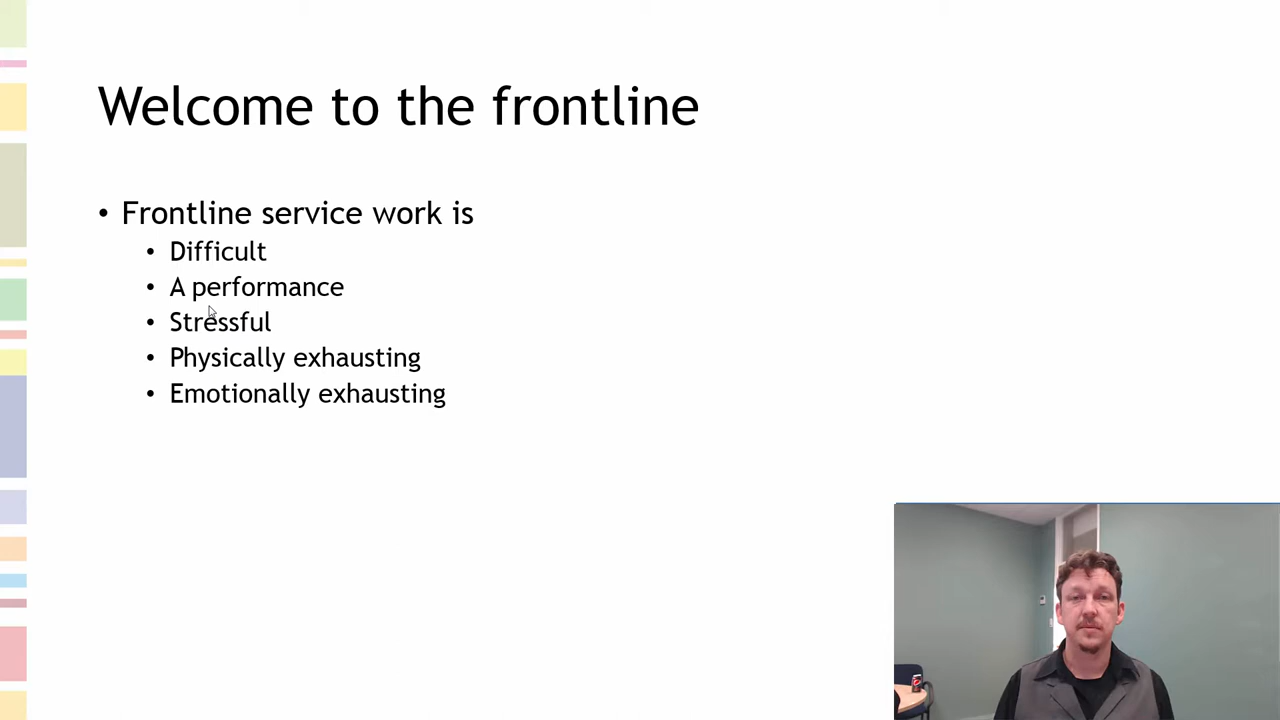 Welcome to the frontline
• Frontline service work is
• Difficult
• A performance
• Stressful
• Physically exhausting
• Emotionally exhausting